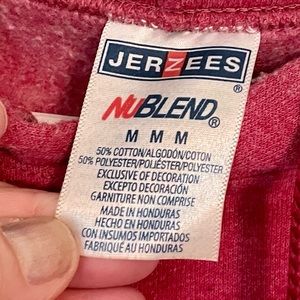 JERZEES
®
NUBLEND®
M M M
50% COTTON/ALGODÓN/COTON
50% POLYESTER/POLIÉSTER/POLYESTER
EXCLUSIVE OF DECORATION
EXCEPTO DECORACIÓN
GARNITURE NON COMPRISE
MADE IN HONDURAS
HECHO EN HONDURAS
CON INSUMOS IMPORTADOS
FABRIQUÉ AU HONDURAS